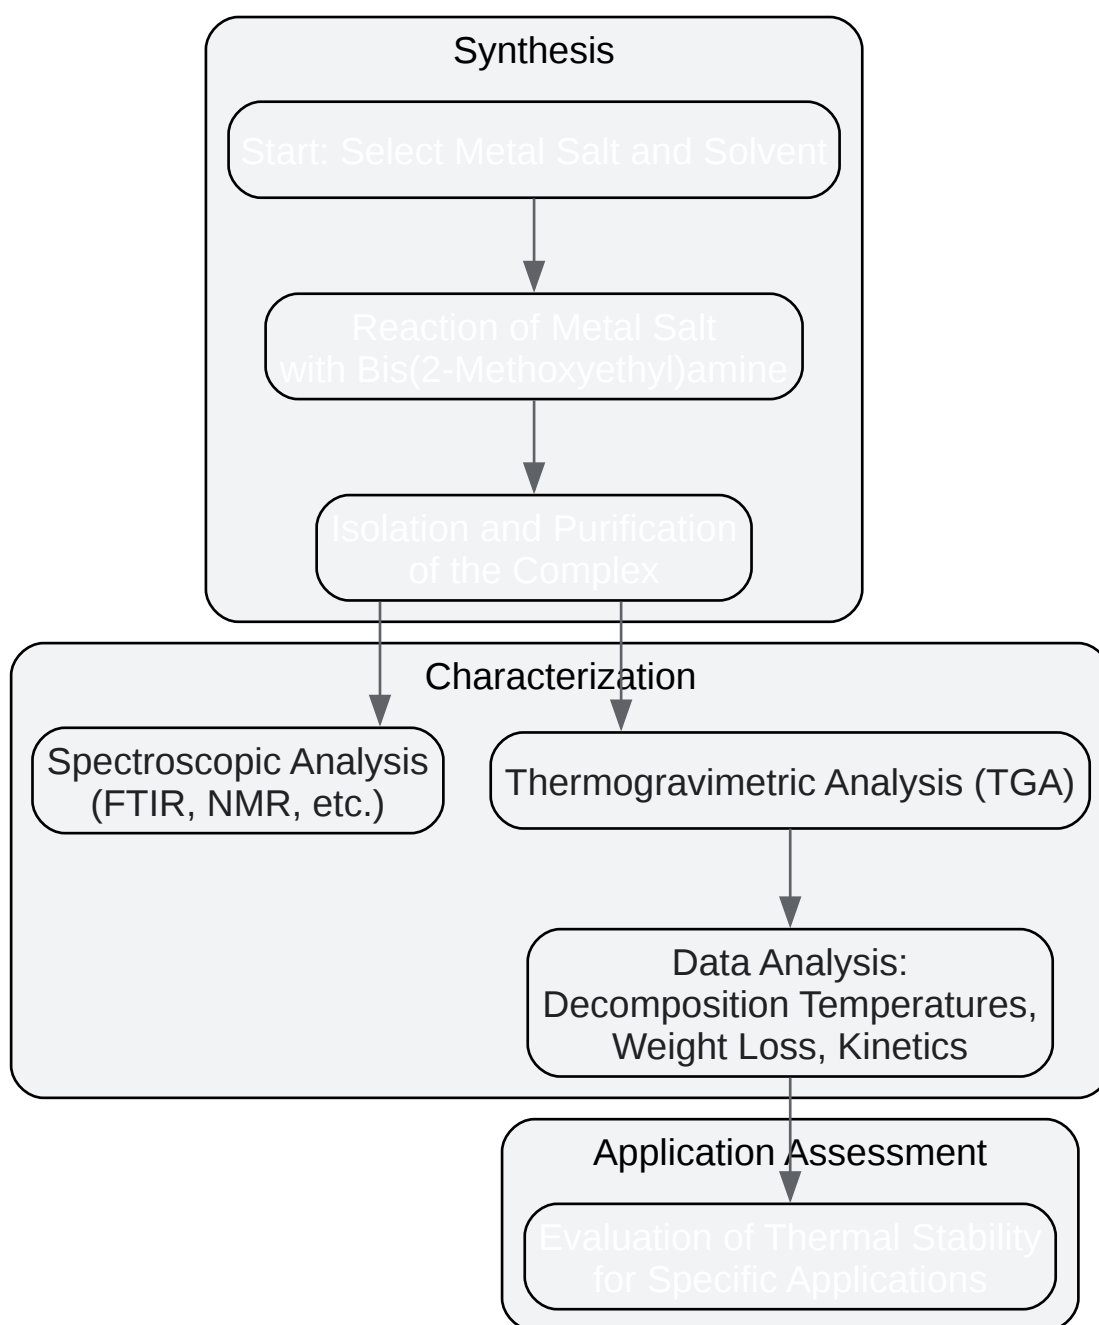 Synthesis
Start: Select Metal Salt and Solvent
Reaction of Metal Salt
with Bis(2-Methoxyethyl)amine
Isolation and Purification
of the Complex
Characterization
Spectroscopic Analysis
(FTIR, NMR, etc.)
Thermogravimetric Analysis (TGA)
Data Analysis:
Decomposition Temperatures,
Weight Loss, Kinetics
Application Assessment
Evaluation of Thermal Stability
for Specific Applications